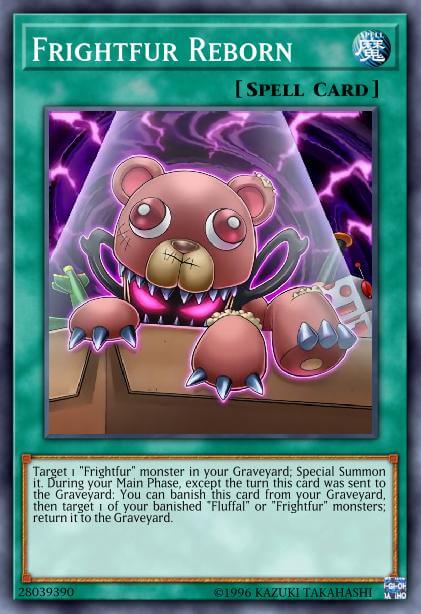 FRIGHTFUR REBORN
SPELL
魔
[ SPELL CARD ]
Target 1 "Frightfur" monster in your Graveyard; Special Summon
it. During your Main Phase, except the turn this card was sent to
the Graveyard: You can banish this card from your Graveyard,
then target 1 of your banished "Fluffal" or "Frightfur" monsters;
return it to the Graveyard.
28039390
©1996 KAZUKI TAKAHASHI